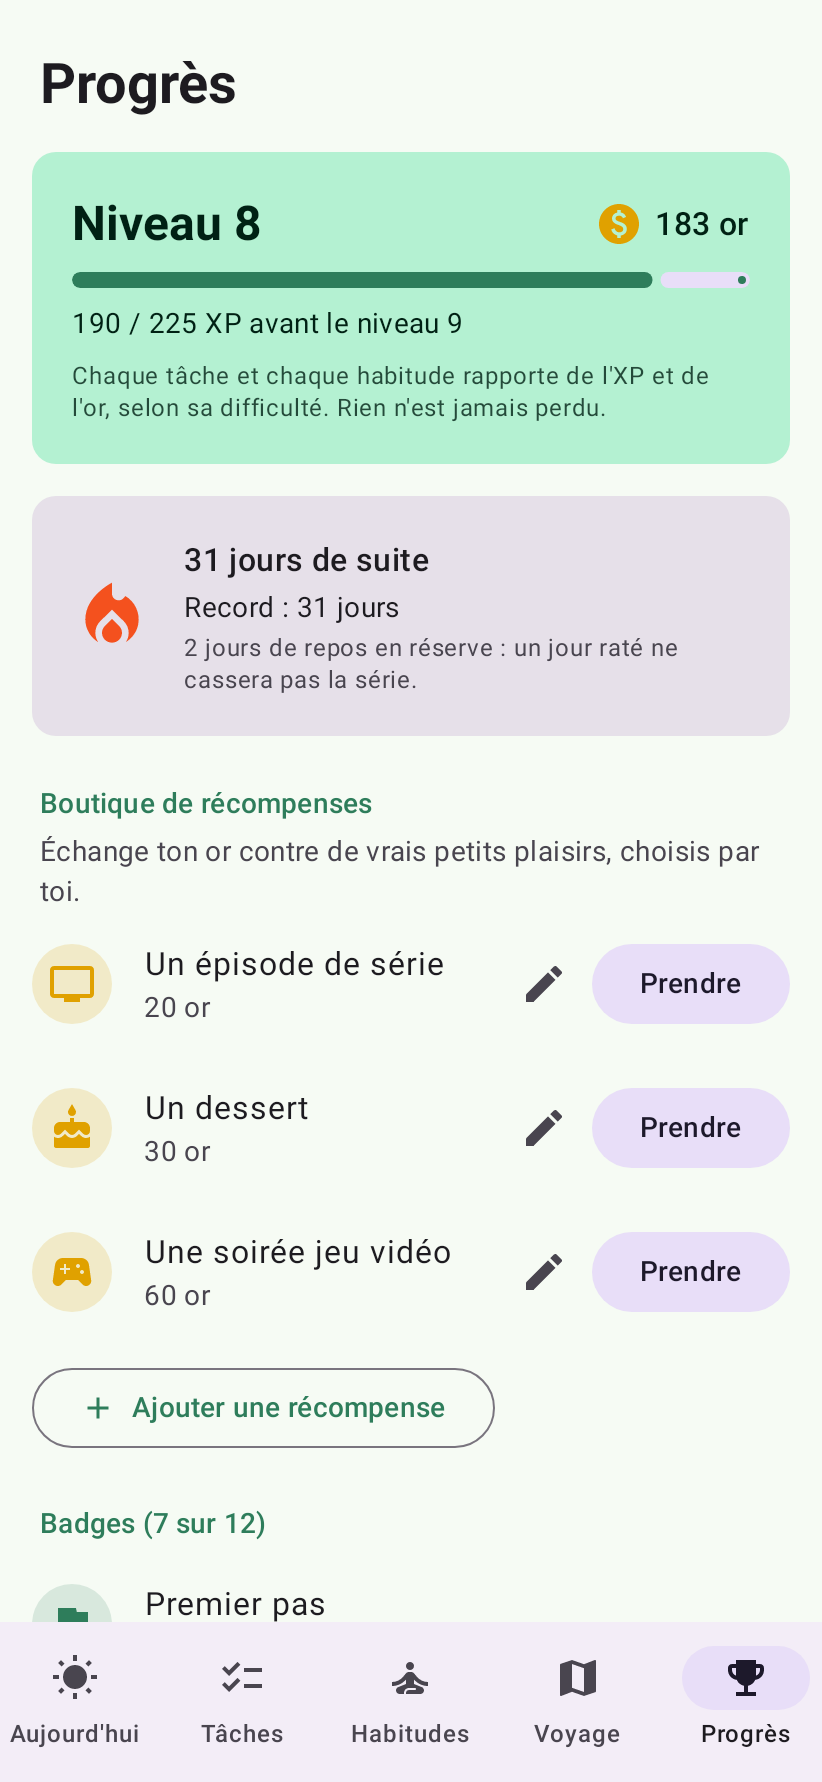 Progrès
Niveau 8
183 or
190 / 225 XP avant le niveau 9
Chaque tâche et chaque habitude rapporte de l'XP et de
l'or, selon sa difficulté. Rien n'est jamais perdu.
31 jours de suite
Record : 31 jours
2 jours de repos en réserve : un jour raté ne
cassera pas la série.
Boutique de récompenses
Échange ton or contre de vrais petits plaisirs, choisis par
toi.
Un épisode de série
20 or
Prendre
Un dessert
30 or
Prendre
Une soirée jeu vidéo
60 or
Prendre
+ Ajouter une récompense
Badges (7 sur 12)
Premier pas
Aujourd'hui
Tâches
Habitudes
Voyage
Progrès